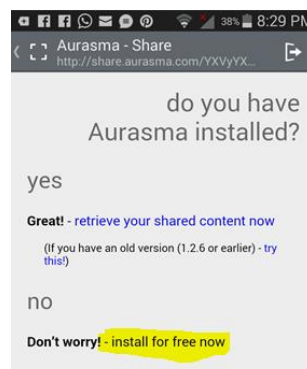 38% 8:29 PM
Aurasma - Share
http://share.aurasma.com/YXVyYX...
do you have
Aurasma installed?
yes
Great! - retrieve your shared content now
(If you have an old version (1.2.6 or earlier) - try
this!)
no
Don't worry! - install for free now